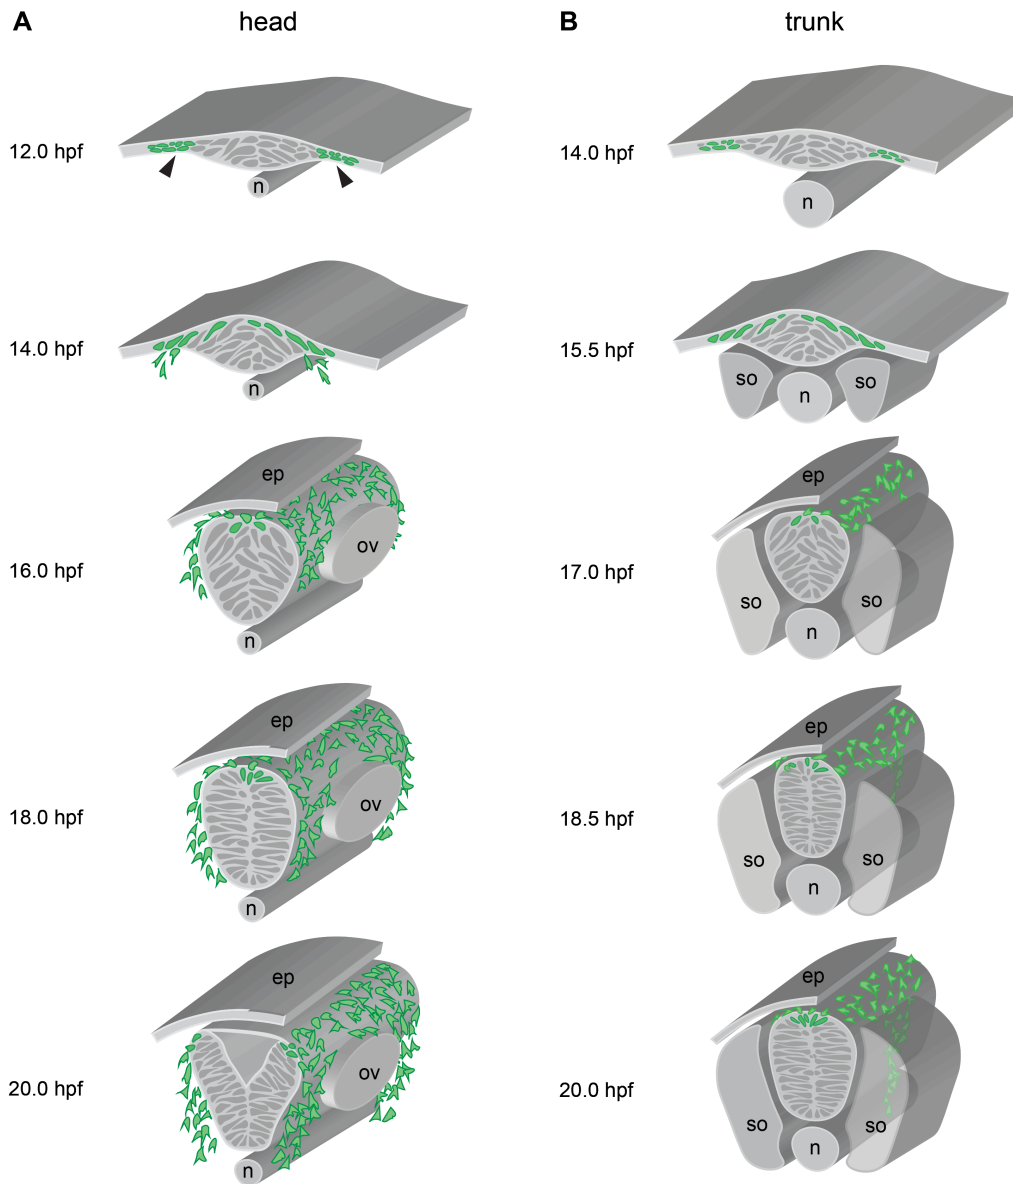 A head
B trunk
12.0 hpf
n
14.0 hpf
n
14.0 hpf
n
15.5 hpf
so n so
16.0 hpf
ep
ov
n
17.0 hpf
ep
so so
n
18.0 hpf
ep
ov
n
18.5 hpf
ep
so so
n
20.0 hpf
ep
ov
n
20.0 hpf
ep
so so
n